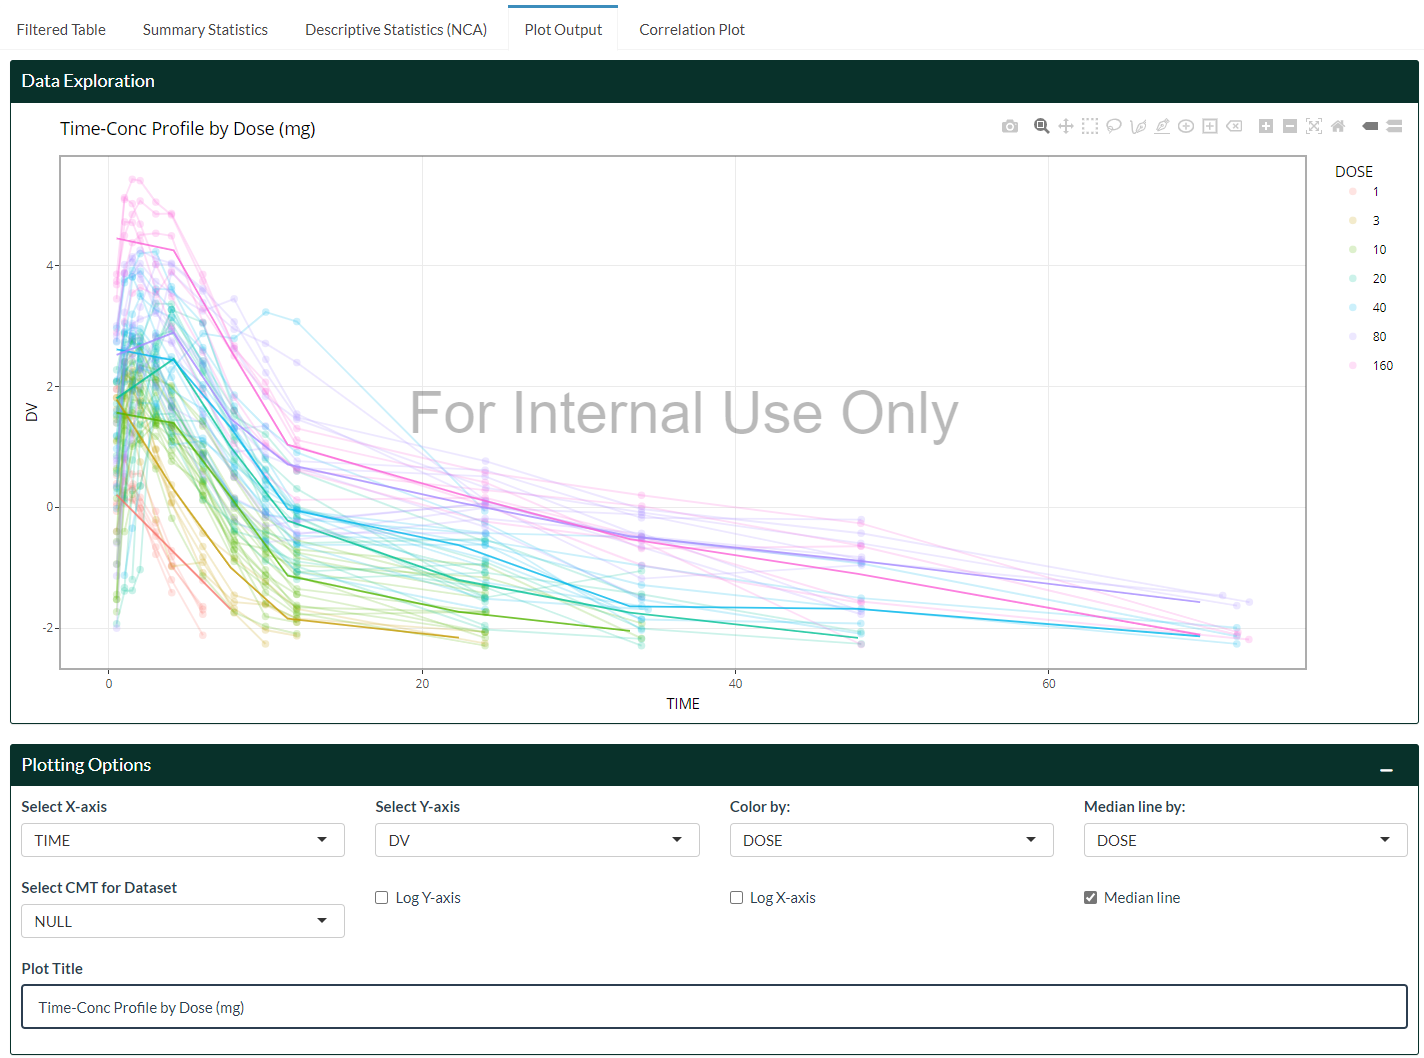 Filtered Table Summary Statistics Descriptive Statistics (NCA) Plot Output Correlation Plot
Data Exploration
Time-Conc Profile by Dose (mg)
DOSE
1
3
10
20
40
80
160
4
2
0
-2
DV
For Internal Use Only
0 20 40 60
TIME
Plotting Options
Select X-axis Select Y-axis Color by: Median line by:
TIME DV DOSE DOSE
Select CMT for Dataset
NULL Log Y-axis Log X-axis Median line
Plot Title
Time-Conc Profile by Dose (mg)